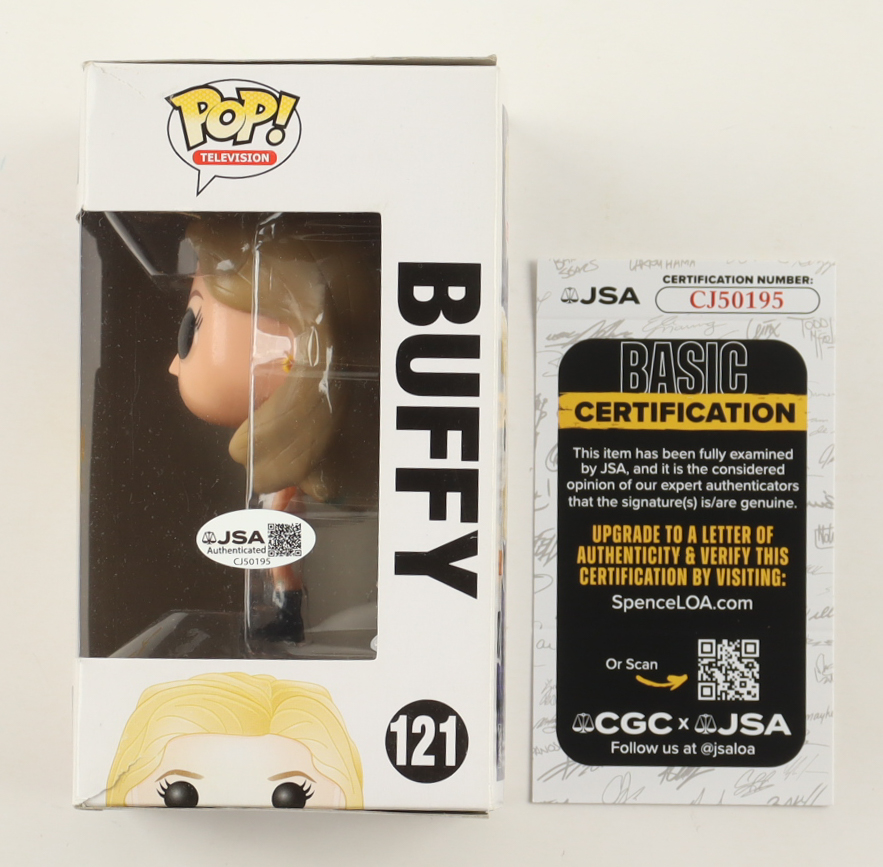 POP!
TELEVISION
BUFFY
JSA
Authenticated
CJ50195
121
JSA
CERTIFICATION NUMBER:
CJ50195
BASIC
CERTIFICATION
This item has been fully examined
by JSA, and it is the considered
opinion of our expert authenticators
that the signature(s) is/are genuine.
UPGRADE TO A LETTER OF
AUTHENTICITY & VERIFY THIS
CERTIFICATION BY VISITING:
SpenceLOA.com
Or Scan
CGC x JSA
Follow us at @jsaloa